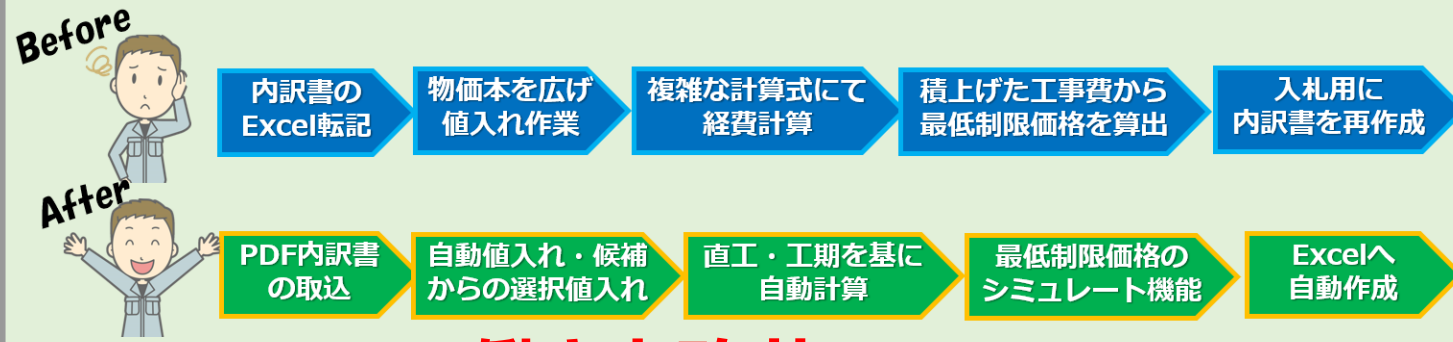 Before
内訳書の
Excel転記
物価本を広げ
値入れ作業
複雑な計算式にて
経費計算
積上げた工事費から
最低制限価格を算出
入札用に
内訳書を再作成
After
PDF内訳書
の取込
自動値入れ・候補
からの選択値入れ
直工・工期を基に
自動計算
最低制限価格の
シミュレート機能
Excelへ
自動作成